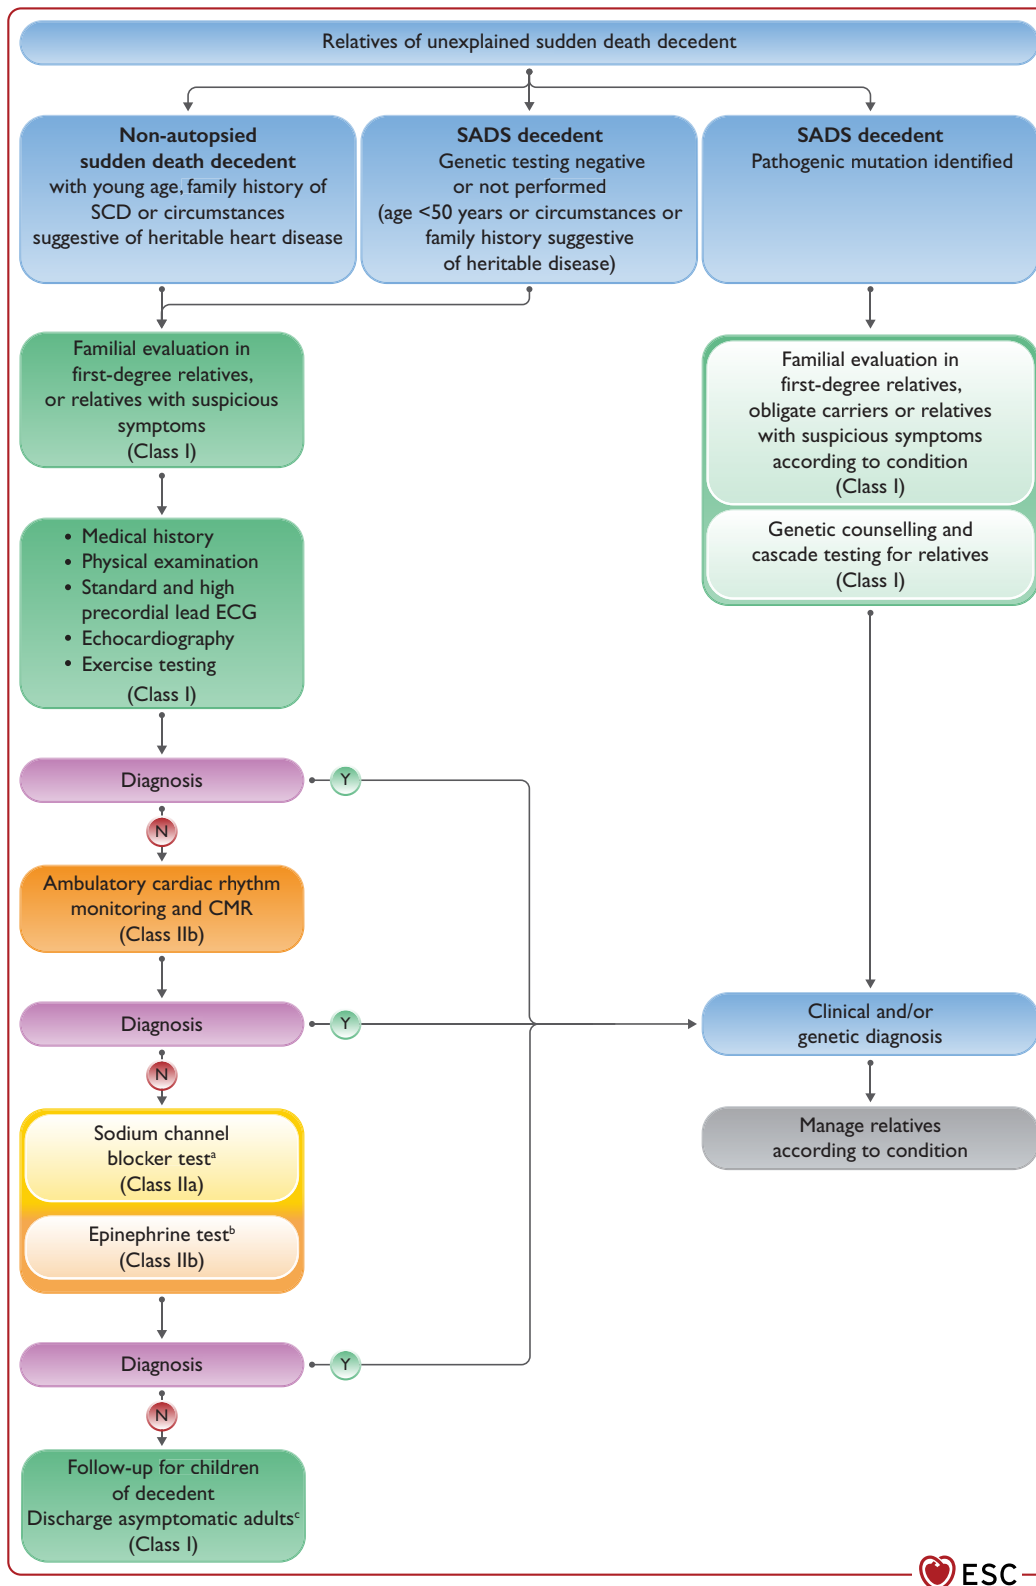 Relatives of unexplained sudden death decedent
Non-autopsied
sudden death decedent
with young age, family history of
SCD or circumstances
suggestive of heritable heart disease
SADS decedent
Genetic testing negative
or not performed
(age <50 years or circumstances or
family history suggestive
of heritable disease)
SADS decedent
Pathogenic mutation identified
Familial evaluation in
first-degree relatives,
or relatives with suspicious
symptoms
(Class I)
Familial evaluation in
first-degree relatives,
obligate carriers or relatives
with suspicious symptoms
according to condition
(Class I)
Genetic counselling and
cascade testing for relatives
(Class I)
• Medical history
• Physical examination
• Standard and high
precordial lead ECG
• Echocardiography
• Exercise testing
(Class I)
Diagnosis
Y
N
Ambulatory cardiac rhythm
monitoring and CMR
(Class IIb)
Diagnosis
Y
Clinical and/or
genetic diagnosis
N
Manage relatives
according to condition
Sodium channel
blocker testᵃ
(Class IIa)
Epinephrine testᵇ
(Class IIb)
Diagnosis
Y
N
Follow-up for children
of decedent
Discharge asymptomatic adultsᶜ
(Class I)
ESC